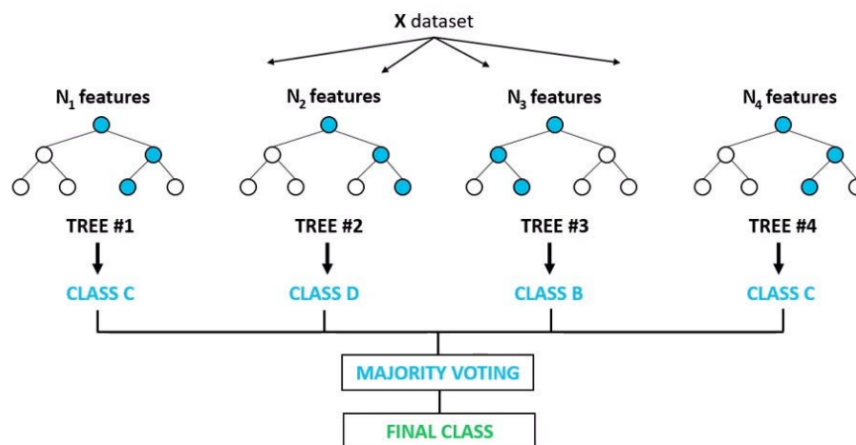 X dataset
N₁ features
N₂ features
N₃ features
N₄ features
TREE #1
TREE #2
TREE #3
TREE #4
CLASS C
CLASS D
CLASS B
CLASS C
MAJORITY VOTING
FINAL CLASS